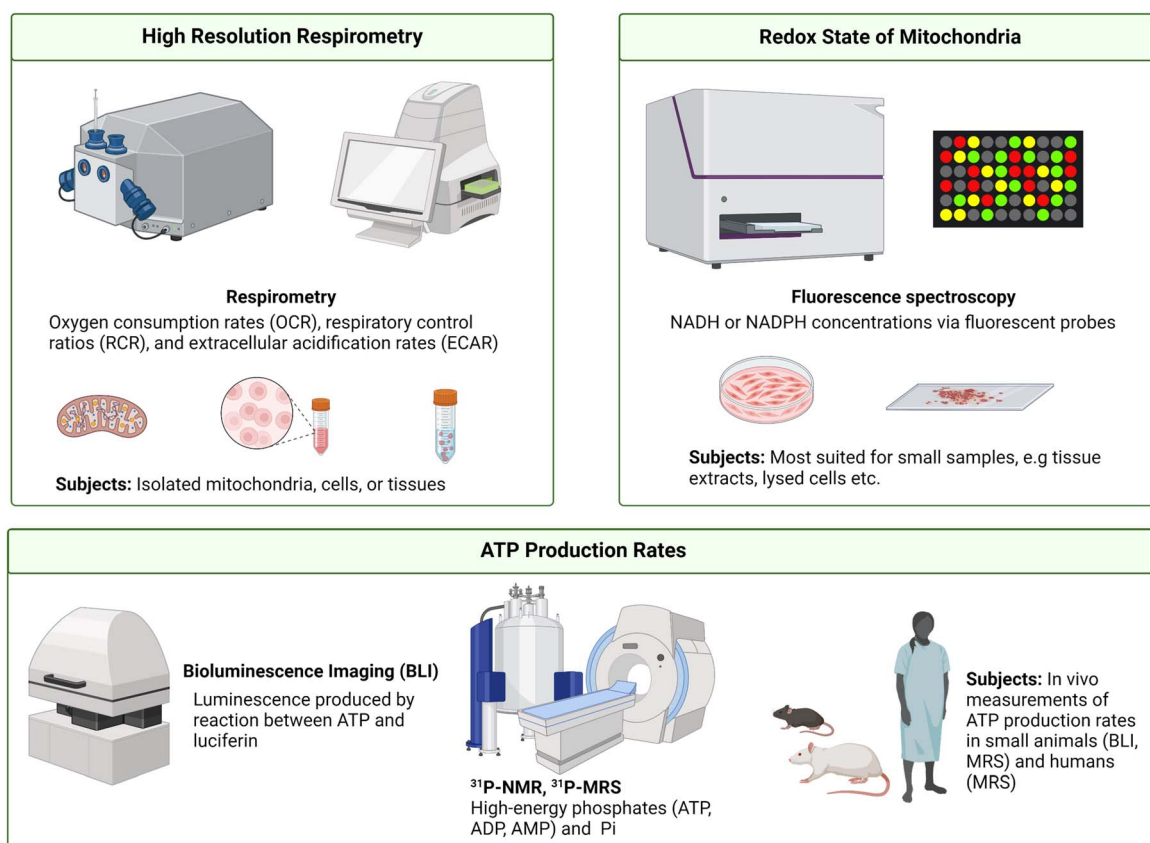 High Resolution Respirometry
Respirometry
Oxygen consumption rates (OCR), respiratory control
ratios (RCR), and extracellular acidification rates (ECAR)
Subjects: Isolated mitochondria, cells, or tissues
Redox State of Mitochondria
Fluorescence spectroscopy
NADH or NADPH concentrations via fluorescent probes
Subjects: Most suited for small samples, e.g tissue
extracts, lysed cells etc.
ATP Production Rates
Bioluminescence Imaging (BLI)
Luminescence produced by
reaction between ATP and
luciferin
³¹P-NMR, ³¹P-MRS
High-energy phosphates (ATP,
ADP, AMP) and Pi
Subjects: In vivo
measurements of
ATP production rates
in small animals (BLI,
MRS) and humans
(MRS)